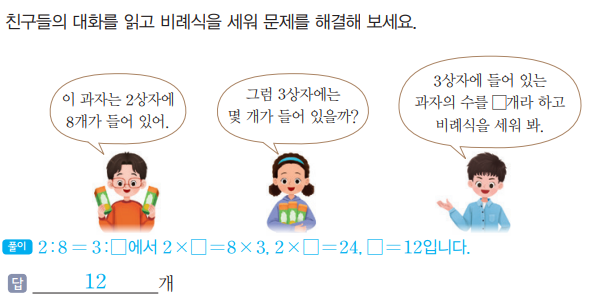 친구들의 대화를 읽고 비례식을 세워 문제를 해결해 보세요.
이 과자는 2상자에
8개가 들어 있어.
그럼 3상자에는
몇 개가 들어 있을까?
3상자에 들어 있는
과자의 수를 □개라 하고
비례식을 세워 봐.
풀이 2 : 8 = 3 : □에서 2×□=8×3, 2×□=24, □=12입니다.
답 12 개